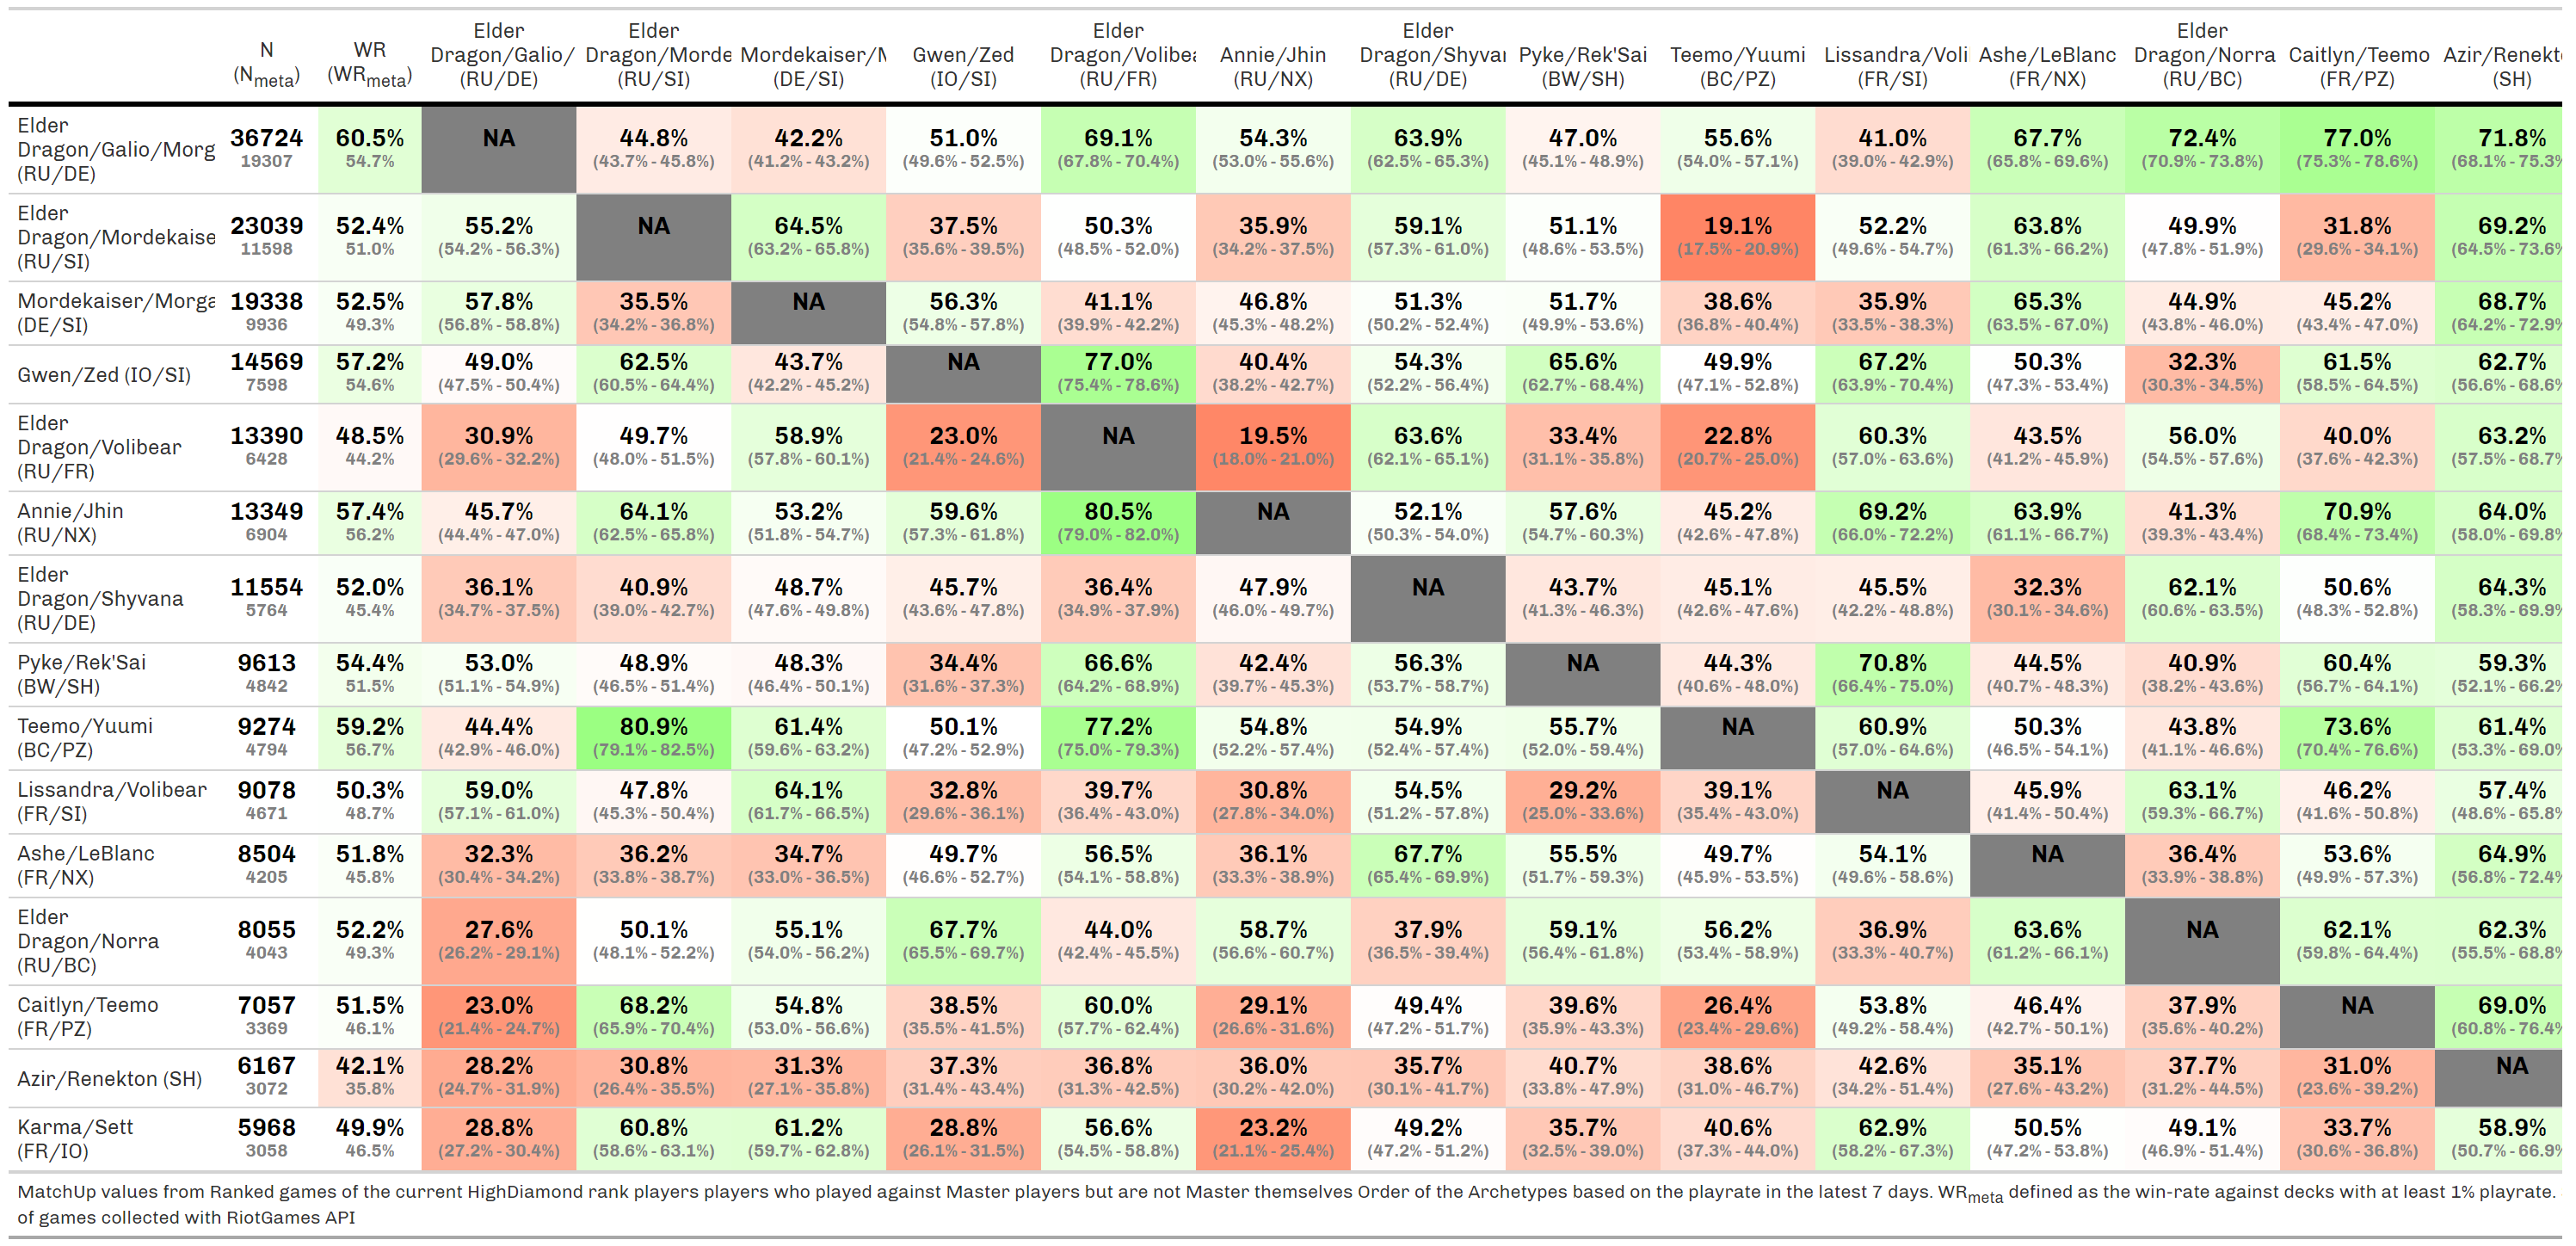 N (N_meta) WR (WR_meta) Elder Dragon/Galio/ (RU/DE) Elder Dragon/Morde (RU/SI) Mordekaiser/M (DE/SI) Gwen/Zed (IO/SI) Elder Dragon/Volibea (RU/FR) Annie/Jhin (RU/NX) Elder Dragon/Shyvar (RU/DE) Pyke/Rek'Sai (BW/SH) Teemo/Yuumi (BC/PZ) Lissandra/Voli (FR/SI) Ashe/LeBlanc (FR/NX) Elder Dragon/Norra (RU/BC) Caitlyn/Teemo (FR/PZ) Azir/Renekt (SH)
Elder Dragon/Galio/Morg (RU/DE) 36724 60.5% NA 44.8% 42.2% 51.0% 69.1% 54.3% 63.9% 47.0% 55.6% 41.0% 67.7% 72.4% 77.0% 71.8%
19307 54.7% (43.7% - 45.8%) (41.2% - 43.2%) (49.6% - 52.5%) (67.8% - 70.4%) (53.0% - 55.6%) (62.5% - 65.3%) (45.1% - 48.9%) (54.0% - 57.1%) (39.0% - 42.9%) (65.8% - 69.6%) (70.9% - 73.8%) (75.3% - 78.6%) (68.1% - 75.3%
Elder Dragon/Mordekaise (RU/SI) 23039 52.4% 55.2% NA 64.5% 37.5% 50.3% 35.9% 59.1% 51.1% 19.1% 52.2% 63.8% 49.9% 31.8% 69.2%
11598 51.0% (54.2% - 56.3%) (63.2% - 65.8%) (35.6% - 39.5%) (48.5% - 52.0%) (34.2% - 37.5%) (57.3% - 61.0%) (48.6% - 53.5%) (17.5% - 20.9%) (49.6% - 54.7%) (61.3% - 66.2%) (47.8% - 51.9%) (29.6% - 34.1%) (64.5% - 73.6%
Mordekaiser/Morga (DE/SI) 19338 52.5% 57.8% 35.5% NA 56.3% 41.1% 46.8% 51.3% 51.7% 38.6% 35.9% 65.3% 44.9% 45.2% 68.7%
9936 49.3% (56.8% - 58.8%) (34.2% - 36.8%) (54.8% - 57.8%) (39.9% - 42.2%) (45.3% - 48.2%) (50.2% - 52.4%) (49.9% - 53.6%) (36.8% - 40.4%) (33.5% - 38.3%) (63.5% - 67.0%) (43.8% - 46.0%) (43.4% - 47.0%) (64.2% - 72.9%
Gwen/Zed (IO/SI) 14569 57.2% 49.0% 62.5% 43.7% NA 77.0% 40.4% 54.3% 65.6% 49.9% 67.2% 50.3% 32.3% 61.5% 62.7%
7598 54.6% (47.5% - 50.4%) (60.5% - 64.4%) (42.2% - 45.2%) (75.4% - 78.6%) (38.2% - 42.7%) (52.2% - 56.4%) (62.7% - 68.4%) (47.1% - 52.8%) (63.9% - 70.4%) (47.3% - 53.4%) (30.3% - 34.5%) (58.5% - 64.5%) (56.6% - 68.6%
Elder Dragon/Volibear (RU/FR) 13390 48.5% 30.9% 49.7% 58.9% 23.0% NA 19.5% 63.6% 33.4% 22.8% 60.3% 43.5% 56.0% 40.0% 63.2%
6428 44.2% (29.6% - 32.2%) (48.0% - 51.5%) (57.8% - 60.1%) (21.4% - 24.6%) (18.0% - 21.0%) (62.1% - 65.1%) (31.1% - 35.8%) (20.7% - 25.0%) (57.0% - 63.6%) (41.2% - 45.9%) (54.5% - 57.6%) (37.6% - 42.3%) (57.5% - 68.7%
Annie/Jhin (RU/NX) 13349 57.4% 45.7% 64.1% 53.2% 59.6% 80.5% NA 52.1% 57.6% 45.2% 69.2% 63.9% 41.3% 70.9% 64.0%
6904 56.2% (44.4% - 47.0%) (62.5% - 65.8%) (51.8% - 54.7%) (57.3% - 61.8%) (79.0% - 82.0%) (50.3% - 54.0%) (54.7% - 60.3%) (42.6% - 47.8%) (66.0% - 72.2%) (61.1% - 66.7%) (39.3% - 43.4%) (68.4% - 73.4%) (58.0% - 69.8%
Elder Dragon/Shyvana (RU/DE) 11554 52.0% 36.1% 40.9% 48.7% 45.7% 36.4% 47.9% NA 43.7% 45.1% 45.5% 32.3% 62.1% 50.6% 64.3%
5764 45.4% (34.7% - 37.5%) (39.0% - 42.7%) (47.6% - 49.8%) (43.6% - 47.8%) (34.9% - 37.9%) (46.0% - 49.7%) (41.3% - 46.3%) (42.6% - 47.6%) (42.2% - 48.8%) (30.1% - 34.6%) (60.6% - 63.5%) (48.3% - 52.8%) (58.3% - 69.9%
Pyke/Rek'Sai (BW/SH) 9613 54.4% 53.0% 48.9% 48.3% 34.4% 66.6% 42.4% 56.3% NA 44.3% 70.8% 44.5% 40.9% 60.4% 59.3%
4842 51.5% (51.1% - 54.9%) (46.5% - 51.4%) (46.4% - 50.1%) (31.6% - 37.3%) (64.2% - 68.9%) (39.7% - 45.3%) (53.7% - 58.7%) (40.6% - 48.0%) (66.4% - 75.0%) (40.7% - 48.3%) (38.2% - 43.6%) (56.7% - 64.1%) (52.1% - 66.2%
Teemo/Yuumi (BC/PZ) 9274 59.2% 44.4% 80.9% 61.4% 50.1% 77.2% 54.8% 54.9% 55.7% NA 60.9% 50.3% 43.8% 73.6% 61.4%
4794 56.7% (42.9% - 46.0%) (79.1% - 82.5%) (59.6% - 63.2%) (47.2% - 52.9%) (75.0% - 79.3%) (52.2% - 57.4%) (52.4% - 57.4%) (52.0% - 59.4%) (57.0% - 64.6%) (46.5% - 54.1%) (41.1% - 46.6%) (70.4% - 76.6%) (53.3% - 69.0%
Lissandra/Volibear (FR/SI) 9078 50.3% 59.0% 47.8% 64.1% 32.8% 39.7% 30.8% 54.5% 29.2% 39.1% NA 45.9% 63.1% 46.2% 57.4%
4671 48.7% (57.1% - 61.0%) (45.3% - 50.4%) (61.7% - 66.5%) (29.6% - 36.1%) (36.4% - 43.0%) (27.8% - 34.0%) (51.2% - 57.8%) (25.0% - 33.6%) (35.4% - 43.0%) (41.4% - 50.4%) (59.3% - 66.7%) (41.6% - 50.8%) (48.6% - 65.8%
Ashe/LeBlanc (FR/NX) 8504 51.8% 32.3% 36.2% 34.7% 49.7% 56.5% 36.1% 67.7% 55.5% 49.7% 54.1% NA 36.4% 53.6% 64.9%
4205 45.8% (30.4% - 34.2%) (33.8% - 38.7%) (33.0% - 36.5%) (46.6% - 52.7%) (54.1% - 58.8%) (33.3% - 38.9%) (65.4% - 69.9%) (51.7% - 59.3%) (45.9% - 53.5%) (49.6% - 58.6%) (33.9% - 38.8%) (49.9% - 57.3%) (56.8% - 72.4%
Elder Dragon/Norra (RU/BC) 8055 52.2% 27.6% 50.1% 55.1% 67.7% 44.0% 58.7% 37.9% 59.1% 56.2% 36.9% 63.6% NA 62.1% 62.3%
4043 49.3% (26.2% - 29.1%) (48.1% - 52.2%) (54.0% - 56.2%) (65.5% - 69.7%) (42.4% - 45.5%) (56.6% - 60.7%) (36.5% - 39.4%) (56.4% - 61.8%) (53.4% - 58.9%) (33.3% - 40.7%) (61.2% - 66.1%) (59.8% - 64.4%) (55.5% - 68.8%
Caitlyn/Teemo (FR/PZ) 7057 51.5% 23.0% 68.2% 54.8% 38.5% 60.0% 29.1% 49.4% 39.6% 26.4% 53.8% 46.4% 37.9% NA 69.0%
3369 46.1% (21.4% - 24.7%) (65.9% - 70.4%) (53.0% - 56.6%) (35.5% - 41.5%) (57.7% - 62.4%) (26.6% - 31.6%) (47.2% - 51.7%) (35.9% - 43.3%) (23.4% - 29.6%) (49.2% - 58.4%) (42.7% - 50.1%) (35.6% - 40.2%) (60.8% - 76.4%
Azir/Renekton (SH) 6167 42.1% 28.2% 30.8% 31.3% 37.3% 36.8% 36.0% 35.7% 40.7% 38.6% 42.6% 35.1% 37.7% 31.0% NA
3072 35.8% (24.7% - 31.9%) (26.4% - 35.5%) (27.1% - 35.8%) (31.4% - 43.4%) (31.3% - 42.5%) (30.2% - 42.0%) (30.1% - 41.7%) (33.8% - 47.9%) (31.0% - 46.7%) (34.2% - 51.4%) (27.6% - 43.2%) (31.2% - 44.5%) (23.6% - 39.2%)
Karma/Sett (FR/IO) 5968 49.9% 28.8% 60.8% 61.2% 28.8% 56.6% 23.2% 49.2% 35.7% 40.6% 62.9% 50.5% 49.1% 33.7% 58.9%
3058 46.5% (27.2% - 30.4%) (58.6% - 63.1%) (59.7% - 62.8%) (26.1% - 31.5%) (54.5% - 58.8%) (21.1% - 25.4%) (47.2% - 51.2%) (32.5% - 39.0%) (37.3% - 44.0%) (58.2% - 67.3%) (47.2% - 53.8%) (46.9% - 51.4%) (30.6% - 36.8%) (50.7% - 66.9%
MatchUp values from Ranked games of the current HighDiamond rank players players who played against Master players but are not Master themselves Order of the Archetypes based on the playrate in the latest 7 days. WR_meta defined as the win-rate against decks with at least 1% playrate.
of games collected with RiotGames API